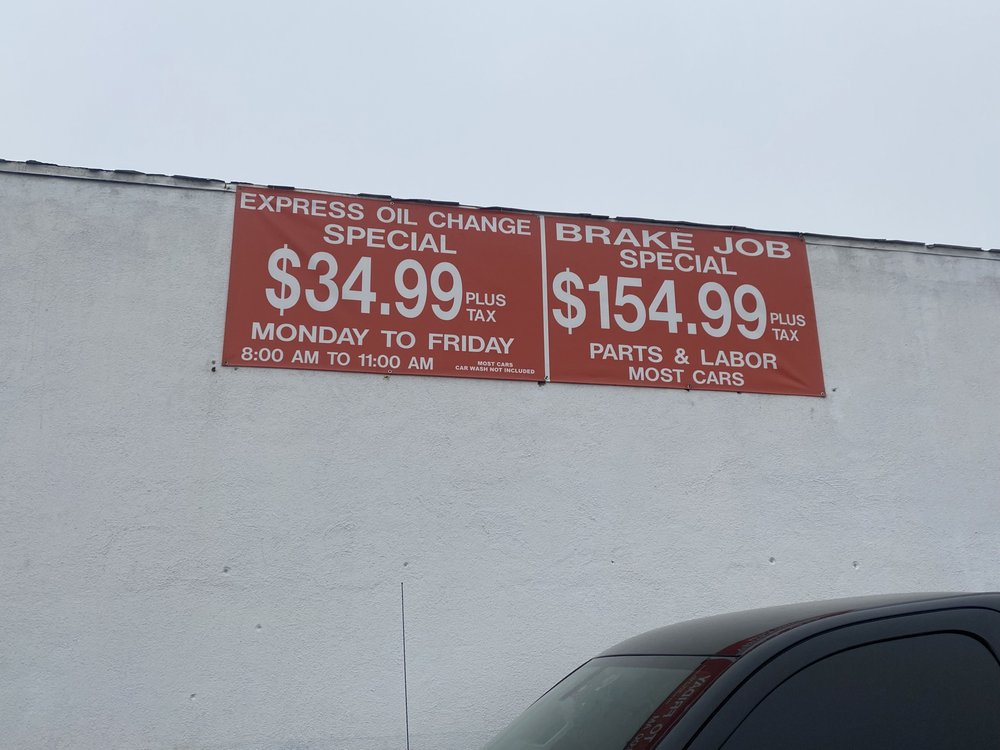 EXPRESS OIL CHANGE
SPECIAL
$34.99 PLUS TAX
MONDAY TO FRIDAY
8:00 AM TO 11:00 AM
MOST CARS
CAR WASH NOT INCLUDED
BRAKE JOB
SPECIAL
$154.99 PLUS TAX
PARTS & LABOR
MOST CARS